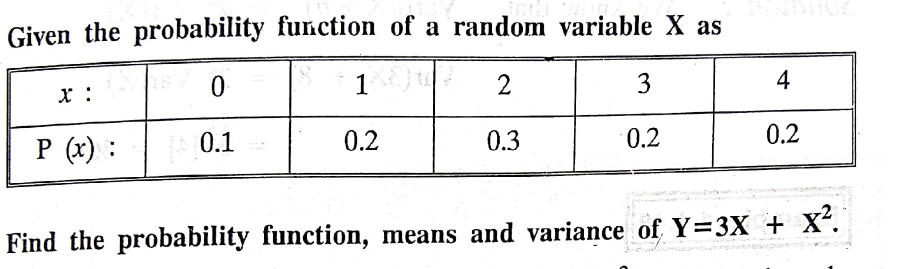 Given the probability function of a random variable X as
x : 0 1 2 3 4
P (x) : 0.1 0.2 0.3 0.2 0.2
Find the probability function, means and variance of Y=3X + X².